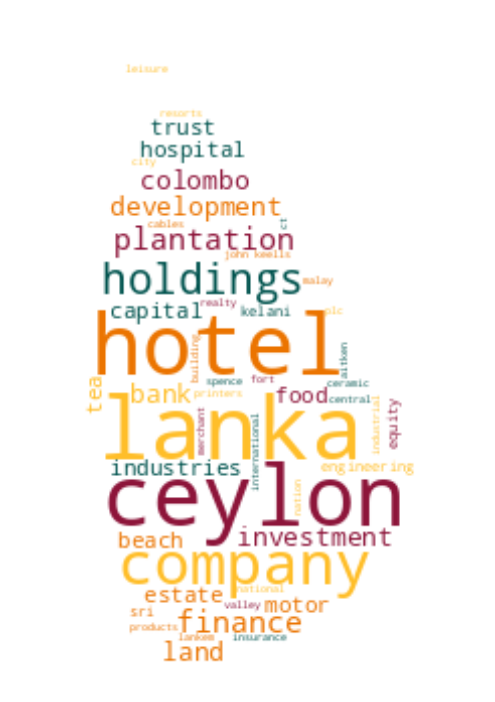 leisure
resorts
trust
hospital
city
colombo
development
cables
ct
plantation
john keells
holdings
malay
realty
capital
kelani
plc
hotel
building
aitken
spence
fort
ceramic
tea
bank
printers
food
central
lanka
merchant
international
industrial
equity
industries
engineering
ceylon
nation
investment
beach
company
national
estate
valley
motor
sri
finance
products
lankem
insurance
land